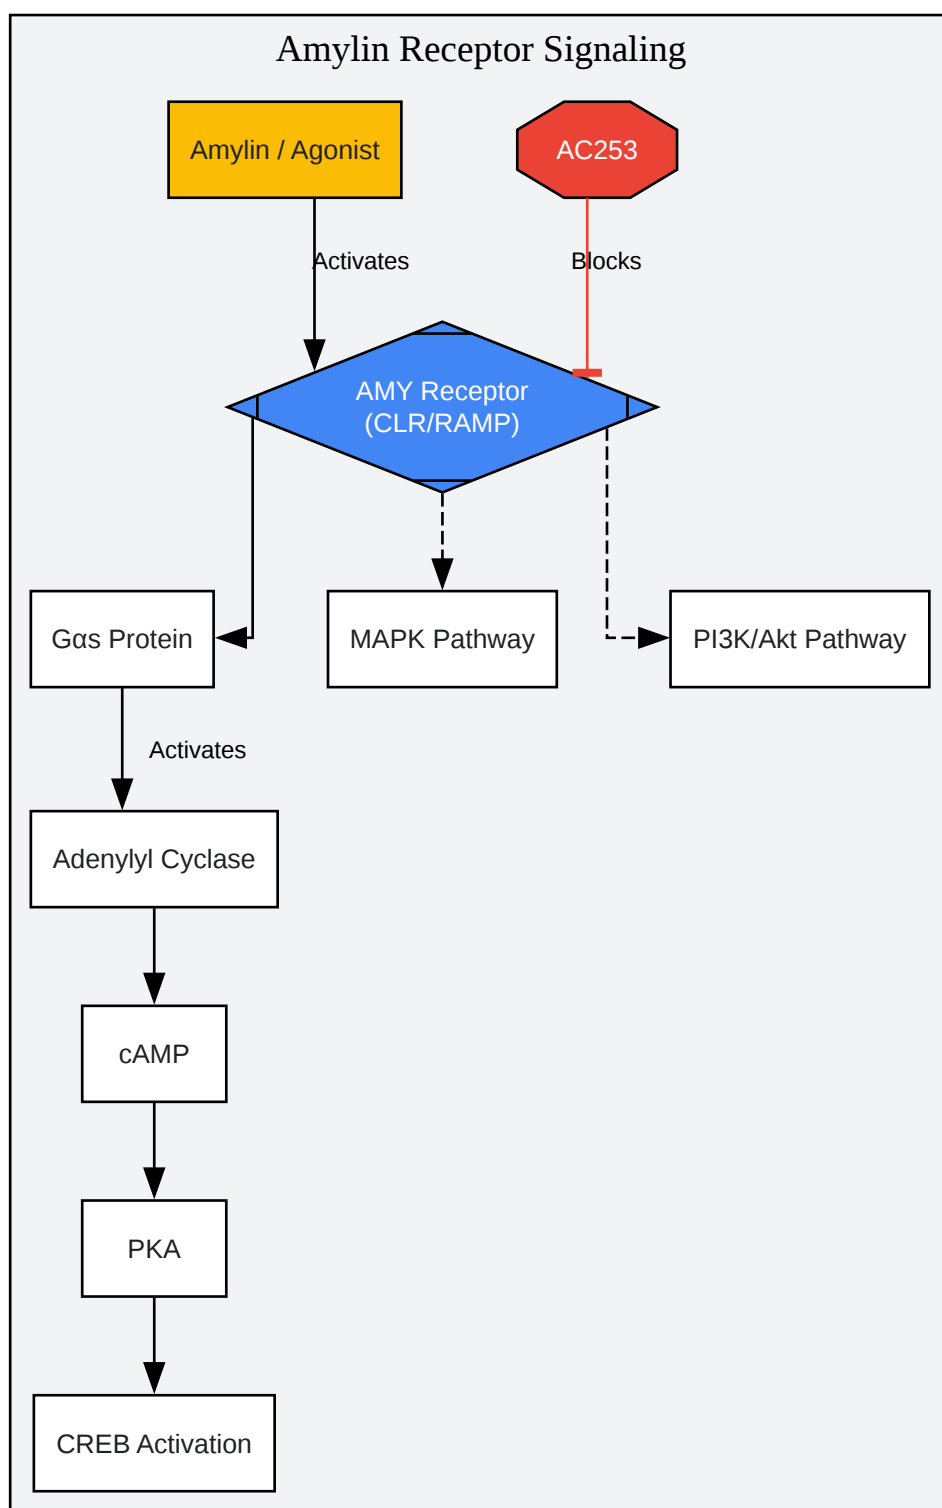 Amylin Receptor Signaling
Amylin / Agonist
AC253
Activates
Blocks
AMY Receptor
(CLR/RAMP)
Gαs Protein
MAPK Pathway
PI3K/Akt Pathway
Activates
Adenylyl Cyclase
cAMP
PKA
CREB Activation